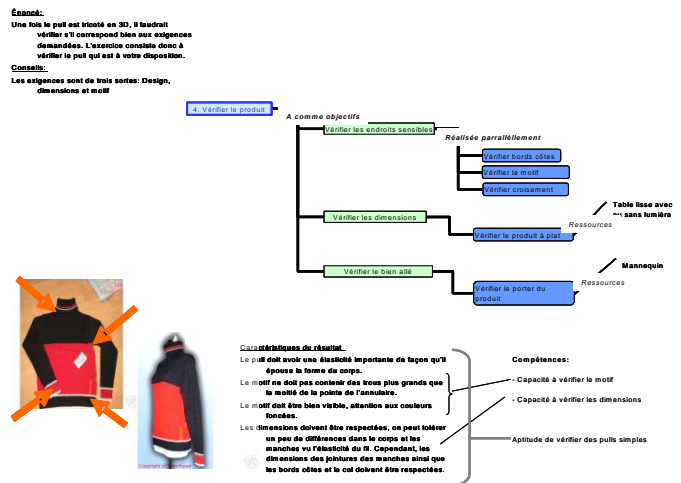 Énoncé:
Une fois le pull est tricoté en 3D, il faudrait
vérifier s'il correspond bien aux exigences
demandées. L'exercice consiste donc à
vérifier le pull qui est à votre disposition.
Conseils:
Les exigences sont de trois sortes: Design,
dimensions et motif
4. Vérifier le produit
A comme objectifs
Vérifier les endroits sensibles
Réalisée parrallèllement
Vérifier bords côtes
Vérifier le motif
Vérifier croisement
Table lisse avec
ou sans lumière
Vérifier les dimensions
Ressources
Vérifier le produit à plat
Mannequin
Vérifier le bien allé
Ressources
Vérifier le porter du
produit
Caractéristiques du résultat
Le pull doit avoir une élasticité importante de façon qu'il
épouse la forme du corps.
Le motif ne doit pas contenir des trous plus grands que
la moitié de la pointe de l'annulaire.
Le motif doit être bien visible, attention aux couleurs
foncées.
Les dimensions doivent être respectées, on peut tolérer
un peu de différences dans le corps et les
manches vu l'élasticité du fil. Cependant, les
dimensions des jointures des manches ainsi que
les bords côtes et le col doivent être respectées.
Compétences:
- Capacité à vérifier le motif
- Capacité à vérifier les dimensions
Aptitude de vérifier des pulls simples